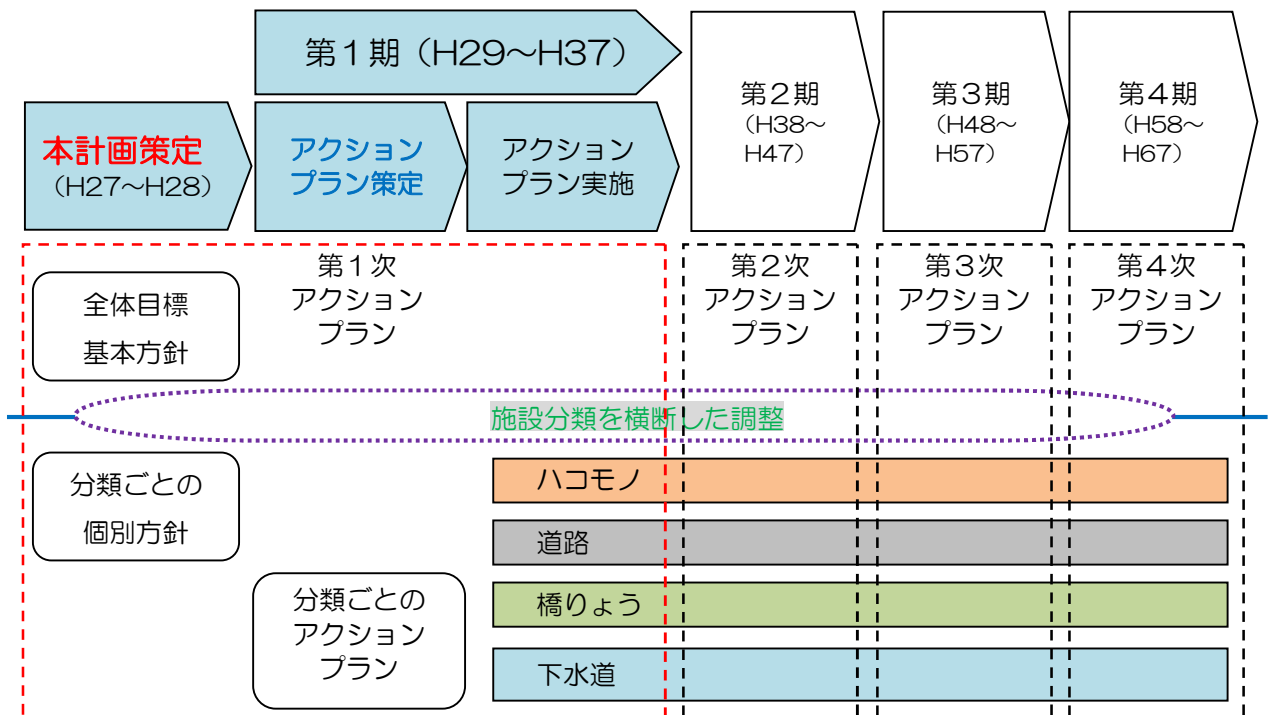 第１期（H29～H37）
本計画策定
（H27～H28）
アクション
プラン策定
アクション
プラン実施
第２期
（H38～
H47）
第３期
（H48～
H57）
第４期
（H58～
H67）
全体目標
基本方針
第１次
アクション
プラン
第２次
アクション
プラン
第３次
アクション
プラン
第４次
アクション
プラン
施設分類を横断した調整
分類ごとの
個別方針
分類ごとの
アクション
プラン
ハコモノ
道路
橋りょう
下水道